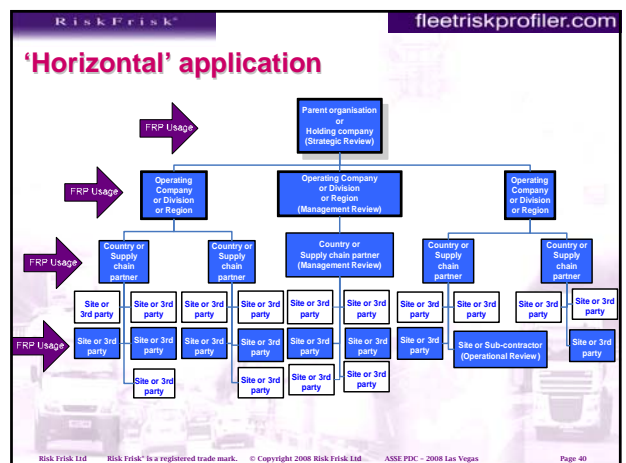 RiskFrisk®
fleetriskprofiler.com
‘Horizontal’ application
FRP Usage
Parent organisation
or
Holding company
(Strategic Review)
FRP Usage
Operating
Company
or Division
or Region
Operating Company
or Division
or Region
(Management Review)
Operating
Company
or Division
or Region
FRP Usage
Country or
Supply
chain
partner
Country or
Supply
chain
partner
Country or
Supply chain partner
(Management Review)
Country or
Supply
chain
partner
Country or
Supply
chain
partner
Site or
3rd party
Site or 3rd
party
Site or 3rd
party
Site or 3rd
party
Site or 3rd
party
Site or 3rd
party
Site or 3rd
party
Site or 3rd
party
Site or 3rd
party
Site or 3rd
party
FRP Usage
Site or 3rd
party
Site or 3rd
party
Site or 3rd
party
Site or 3rd
party
Site or 3rd
party
Site or 3rd
party
Site or 3rd
party
Site or Sub-contractor
(Operational Review)
Site or 3rd
party
Site or 3rd
party
Site or 3rd
party
Site or 3rd
party
Site or 3rd
party
Risk Frisk Ltd Risk Frisk® is a registered trade mark. © Copyright 2008 Risk Frisk Ltd ASSE PDC – 2008 Las Vegas Page 40